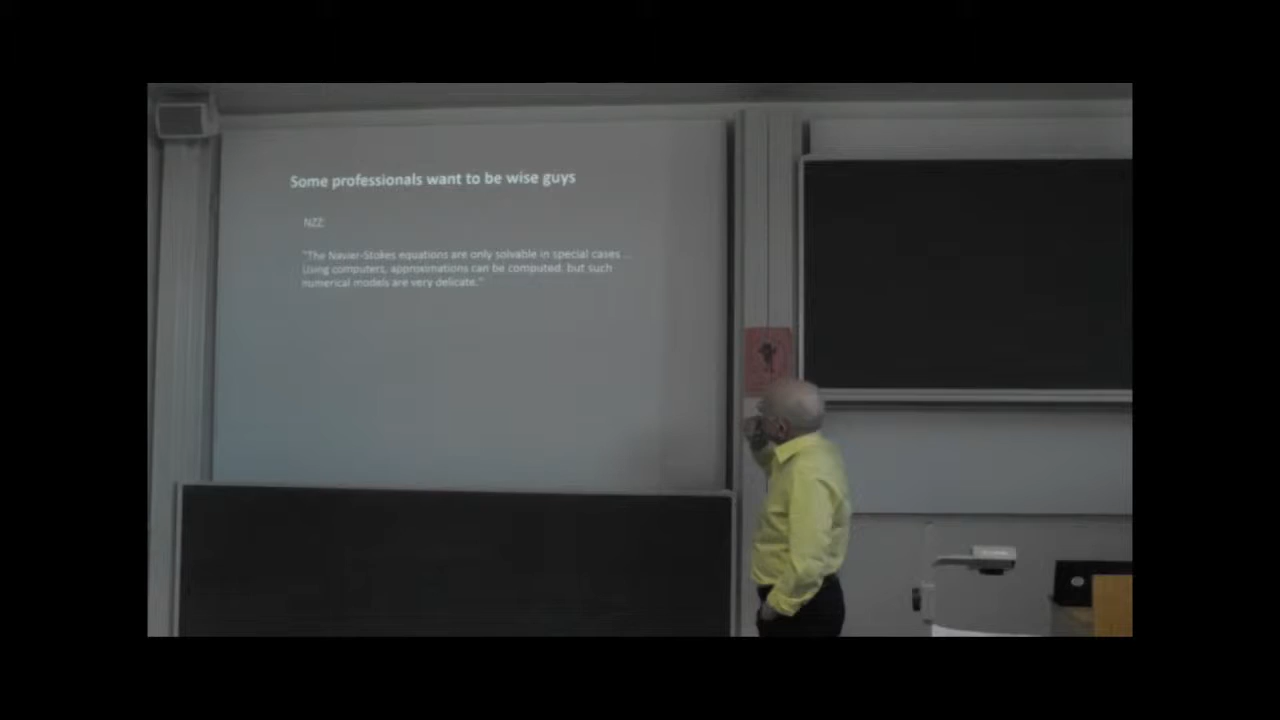 Some professionals want to be wise guys
NZZ:
"The Navier-Stokes equations are only solvable in special cases ...
Using computers, approximations can be computed, but such
numerical models are very delicate."